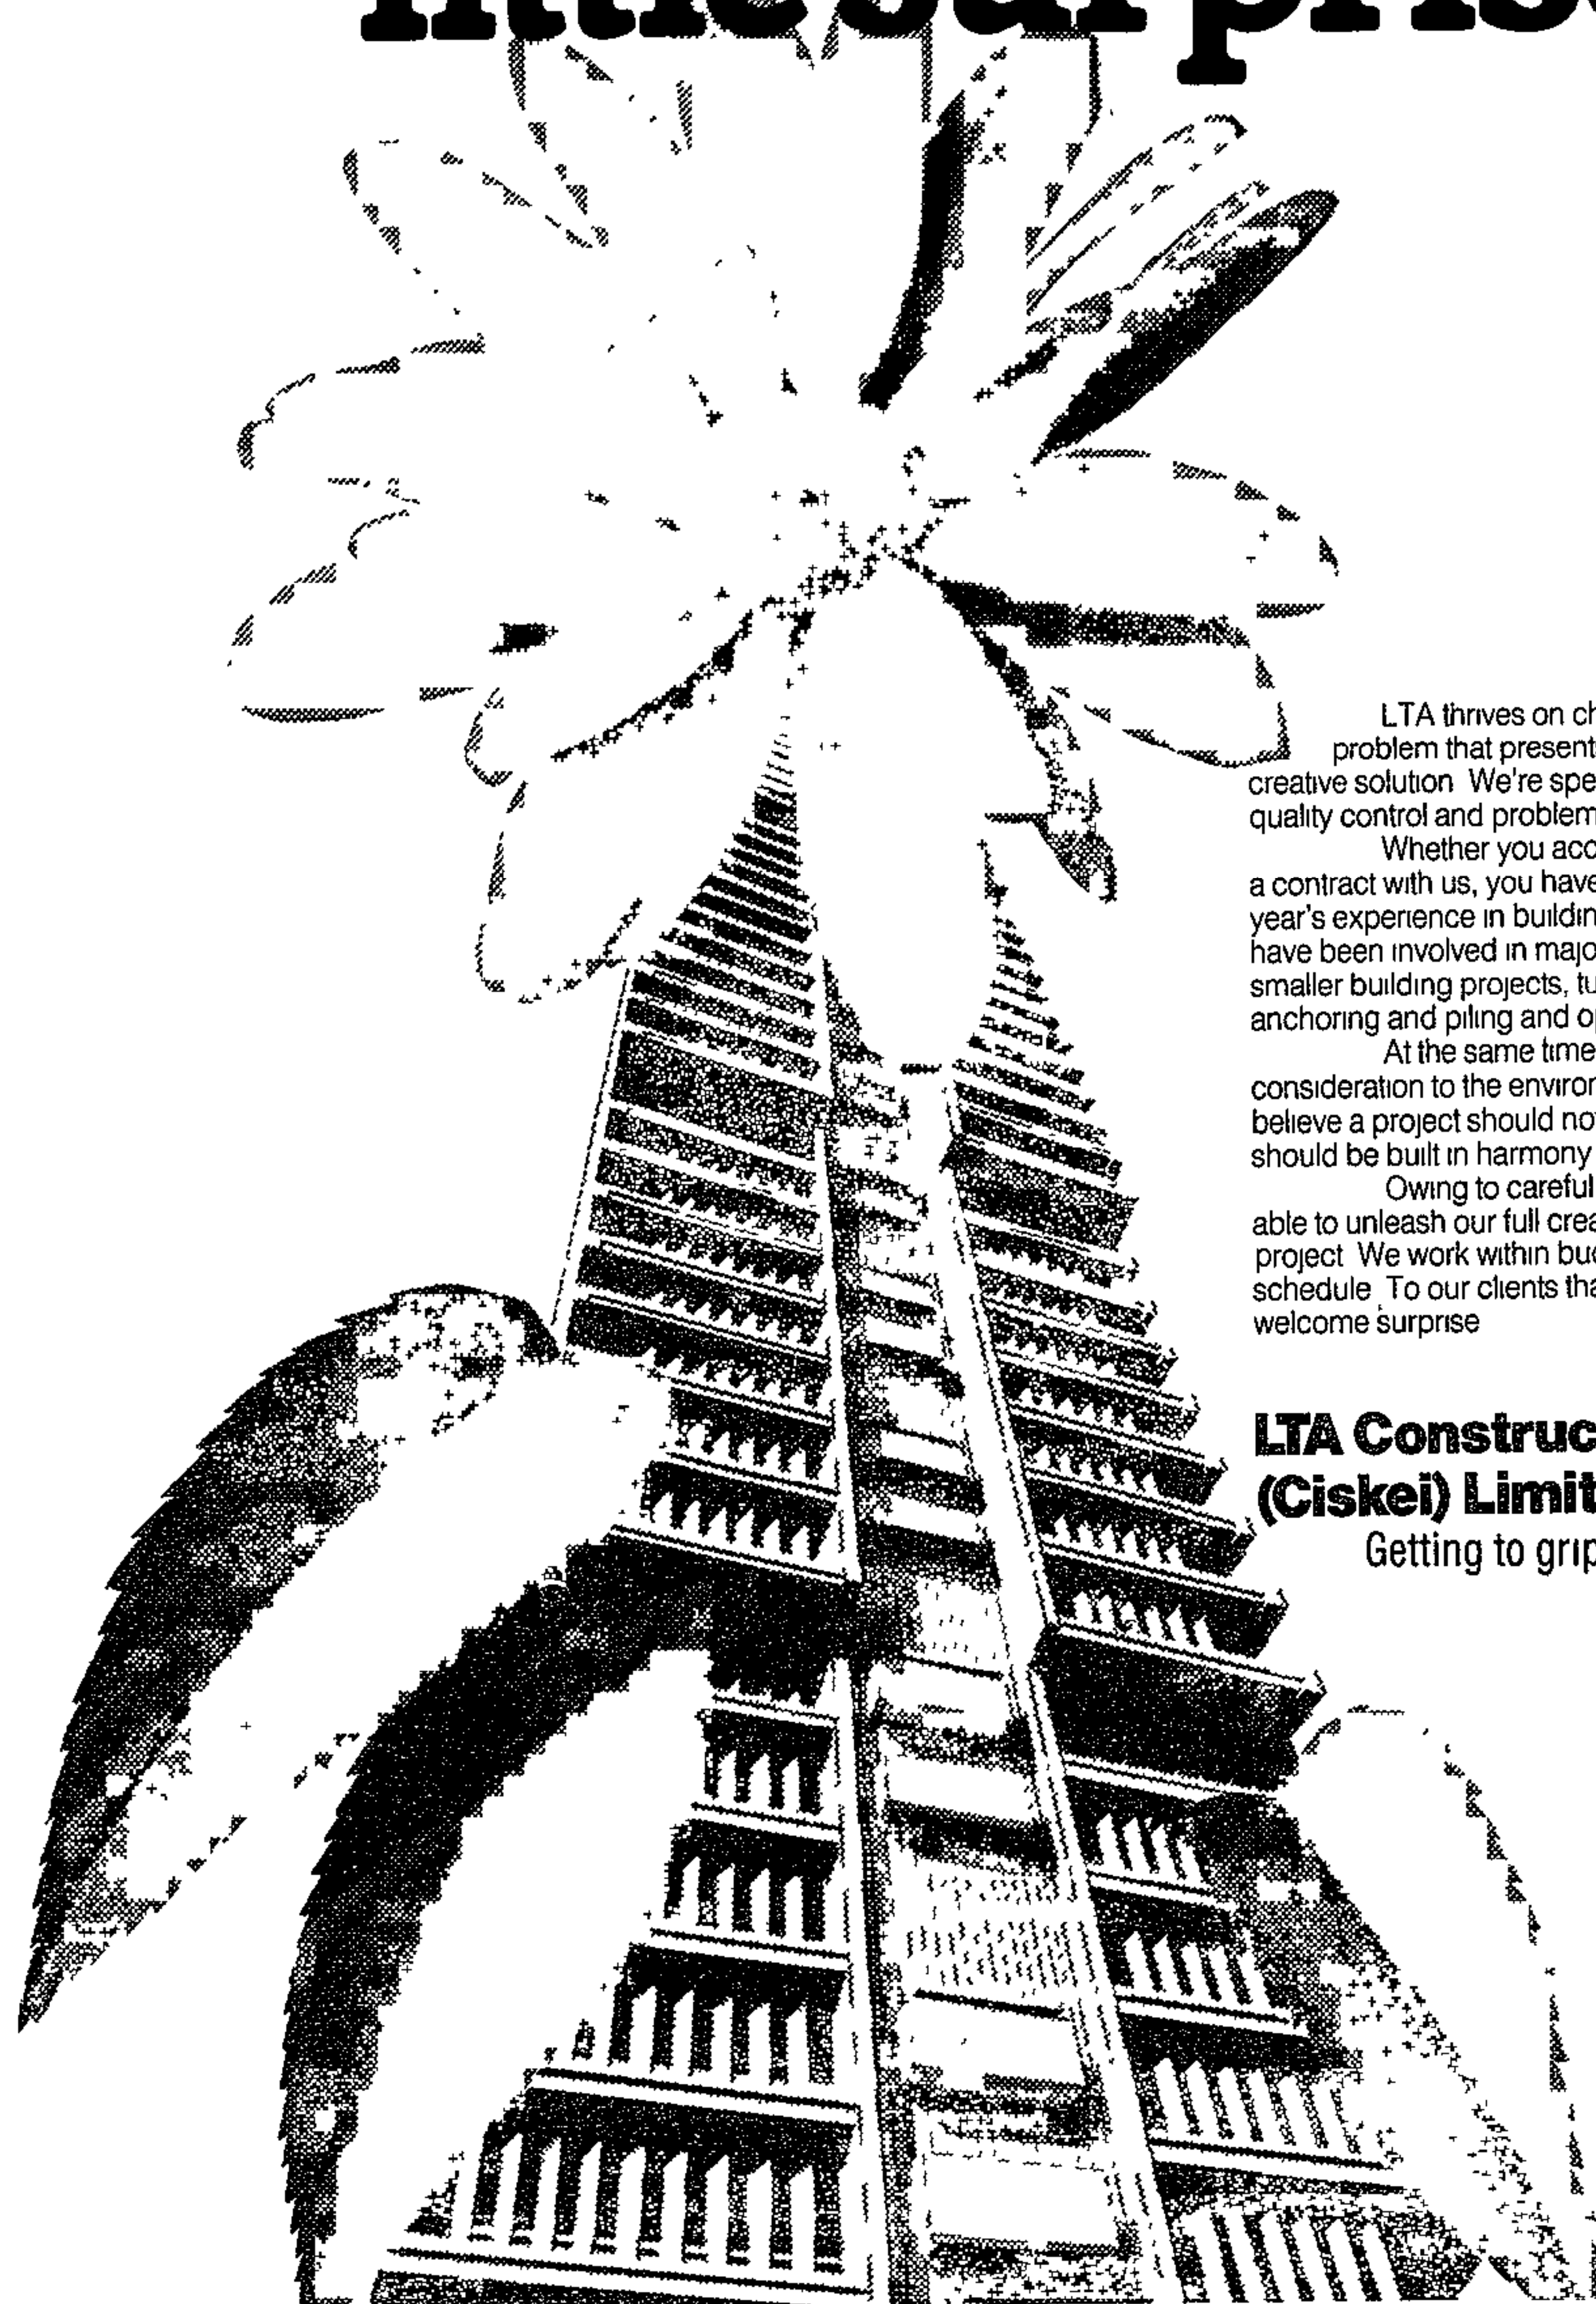 little surprise
LTA thrives on ch
problem that present
creative solution We're spe
quality control and problem
Whether you acc
a contract with us, you have
year's experience in buildin
have been involved in majo
smaller building projects, tu
anchoring and piling and o
At the same time
consideration to the enviror
believe a project should no
should be built in harmony
Owing to careful
able to unleash our full crea
project We work within bu
schedule To our clients tha
welcome surprise
LTA Construc
(Ciskei) Limit
Getting to grip